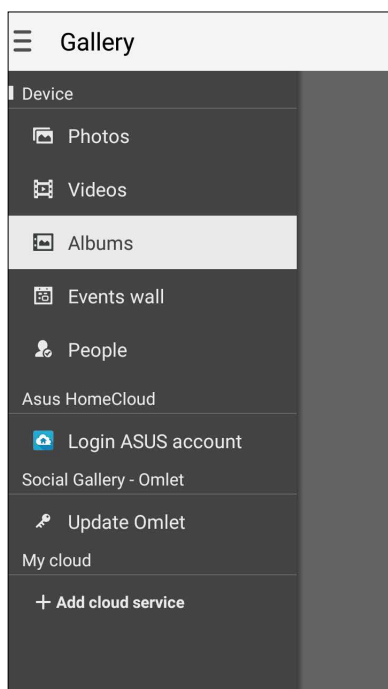 Gallery
Device
Photos
Videos
Albums
Events wall
People
Asus HomeCloud
Login ASUS account
Social Gallery - Omlet
Update Omlet
My cloud
+ Add cloud service